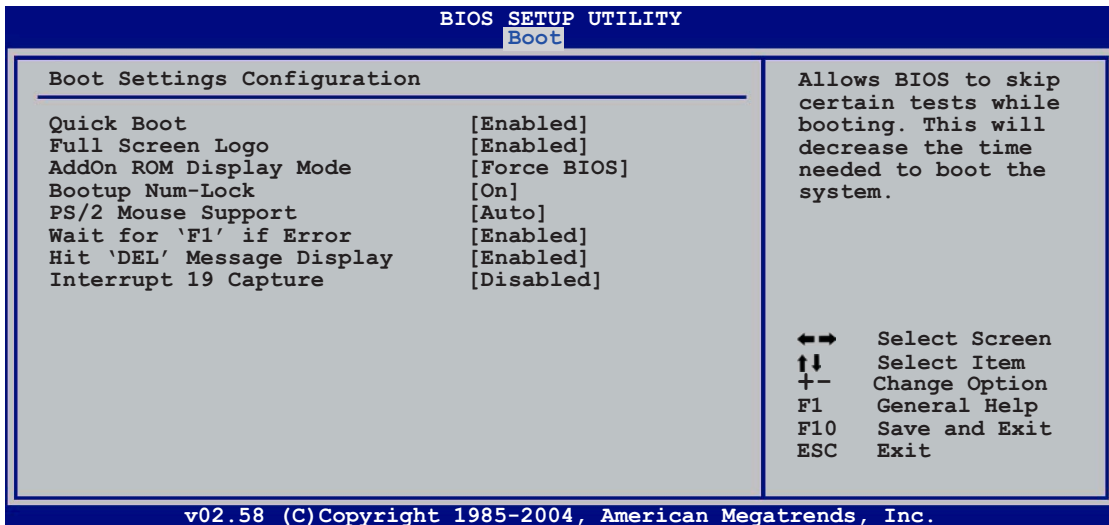 BIOS SETUP UTILITY
Boot
Boot Settings Configuration
Quick Boot [Enabled]
Full Screen Logo [Enabled]
AddOn ROM Display Mode [Force BIOS]
Bootup Num-Lock [On]
PS/2 Mouse Support [Auto]
Wait for ‘F1’ if Error [Enabled]
Hit ‘DEL’ Message Display [Enabled]
Interrupt 19 Capture [Disabled]
Allows BIOS to skip
certain tests while
booting. This will
decrease the time
needed to boot the
system.
←→ Select Screen
↑↓ Select Item
+- Change Option
F1 General Help
F10 Save and Exit
ESC Exit
v02.58 (C)Copyright 1985-2004, American Megatrends, Inc.